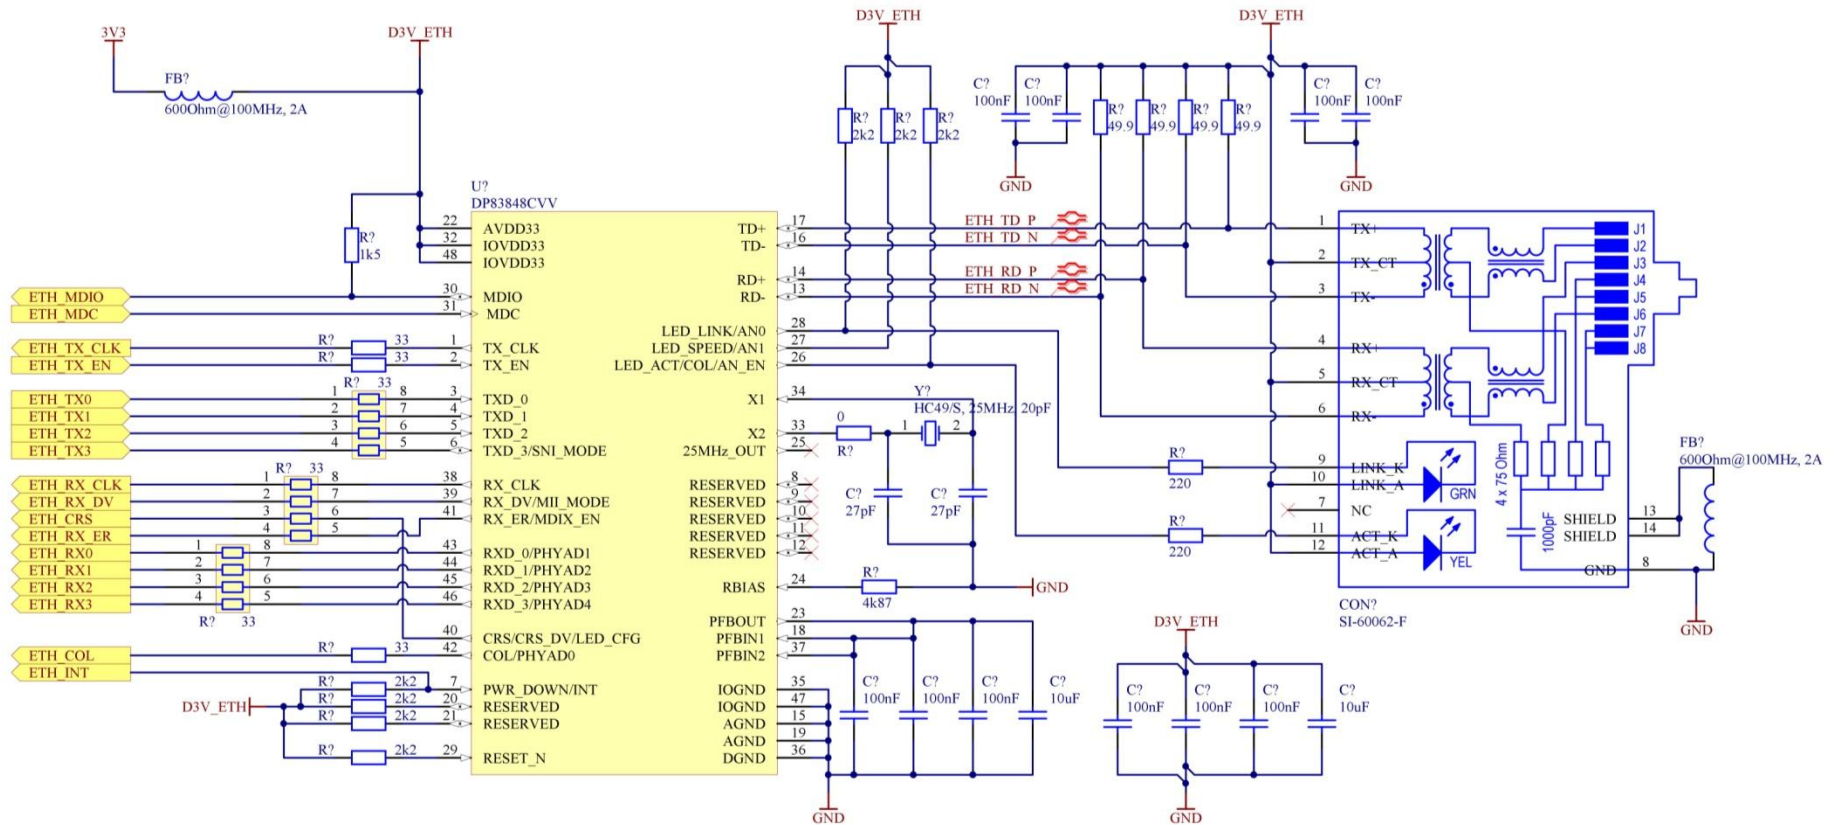 3V3
D3V_ETH
D3V_ETH
D3V_ETH
FB?
600Ohm@100MHz, 2A
R?
2k2
R?
2k2
R?
2k2
C?
100nF
C?
100nF
R?
49.9
R?
49.9
R?
49.9
R?
49.9
C?
100nF
C?
100nF
GND
GND
U?
DP83848CVV
R?
1k5
22 AVDD33
32 IOVDD33
48 IOVDD33
ETH_MDIO 30 MDIO
ETH_MDC 31 MDC
ETH_TX_CLK R? 33 1 TX_CLK
ETH_TX_EN R? 33 2 TX_EN
R? 33
ETH_TX0 1 8 3 TXD_0
ETH_TX1 2 7 4 TXD_1
ETH_TX2 3 6 5 TXD_2
ETH_TX3 4 5 6 TXD_3/SNI_MODE
R? 33
ETH_RX_CLK 1 8 38 RX_CLK
ETH_RX_DV 2 7 39 RX_DV/MII_MODE
ETH_CRS 3 6 41 RX_ER/MDIX_EN
ETH_RX_ER 4 5
ETH_RX0 1 8 43 RXD_0/PHYAD1
ETH_RX1 2 7 44 RXD_1/PHYAD2
ETH_RX2 3 6 45 RXD_2/PHYAD3
ETH_RX3 4 5 46 RXD_3/PHYAD4
R? 33
40 CRS/CRS_DV/LED_CFG
ETH_COL R? 33 42 COL/PHYAD0
ETH_INT
R? 2k2 7 PWR_DOWN/INT
D3V_ETH R? 2k2 20 RESERVED
R? 2k2 21 RESERVED
R? 2k2 29 RESET_N
TD+ 17 ETH_TD_P
TD- 16 ETH_TD_N
RD+ 14 ETH_RD_P
RD- 13 ETH_RD_N
LED_LINK/AN0 28
LED_SPEED/AN1 27
LED_ACT/COL/AN_EN 26
X1 34
Y?
HC49/S, 25MHz, 20pF
X2 33 0 1 2
R?
25MHz_OUT 25
RESERVED 8
RESERVED 9
RESERVED 10
RESERVED 11
RESERVED 12
C?
27pF
C?
27pF
RBIAS 24 R? GND
4k87
PFBOUT 23
PFBIN1 18
PFBIN2 37
IOGND 35
IOGND 47
AGND 15
AGND 19
DGND 36
C?
100nF
C?
100nF
C?
100nF
C?
10uF
GND
1 TX+
2 TX_CT
3 TX-
4 RX+
5 RX_CT
6 RX-
R?
220
9 LINK_K
10 LINK_A
GRN
7 NC
R?
220
11 ACT_K
12 ACT_A
YEL
J1
J2
J3
J4
J5
J6
J7
J8
4 x 75 Ohm
1000pF
SHIELD 13
SHIELD 14
GND 8
FB?
600Ohm@100MHz, 2A
GND
CON?
SI-60062-F
D3V_ETH
C?
100nF
C?
100nF
C?
100nF
C?
10uF
GND